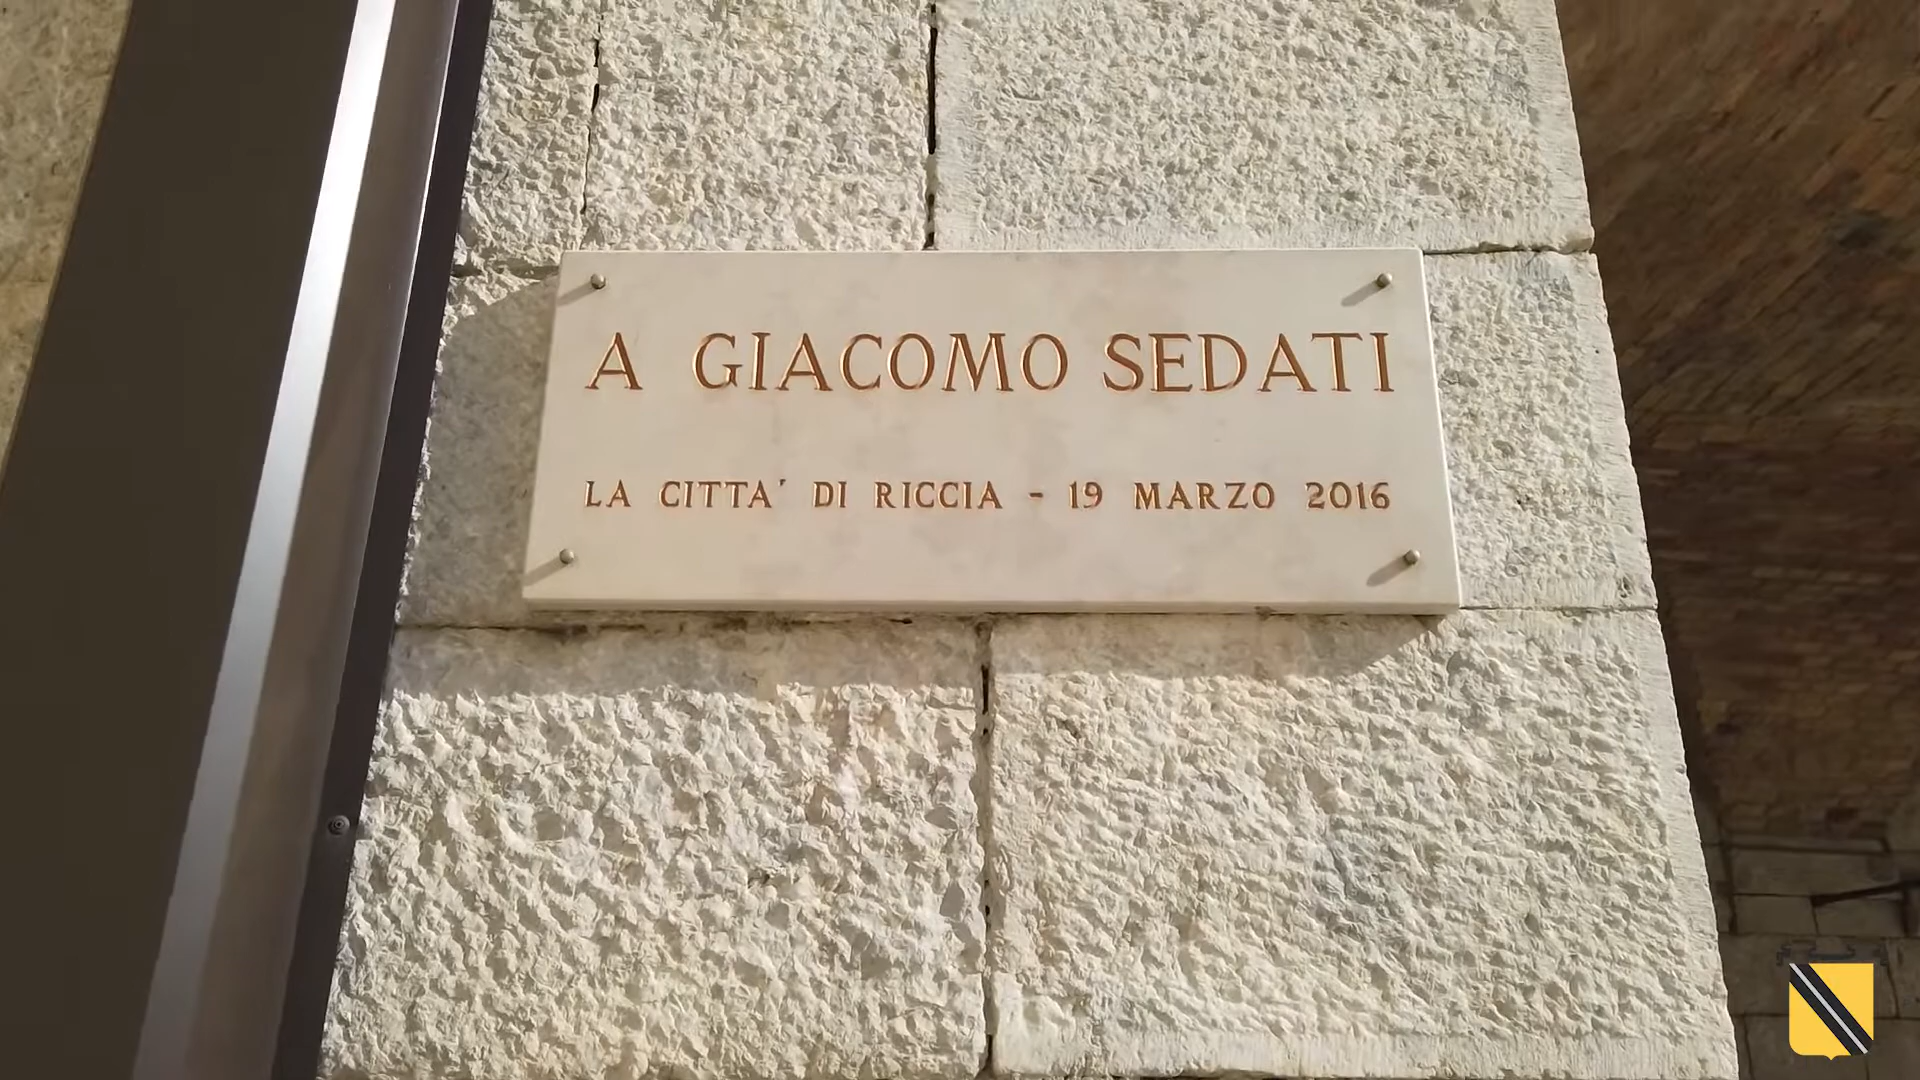 A GIACOMO SEDATI
LA CITTA' DI RICCIA - 19 MARZO 2016